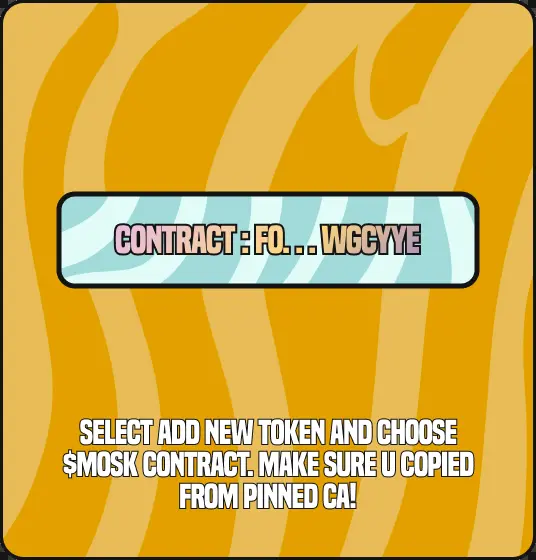 CONTRACT : FO. . . WGCYYE
SELECT ADD NEW TOKEN AND CHOOSE
$MOSK CONTRACT. MAKE SURE U COPIED
FROM PINNED CA!